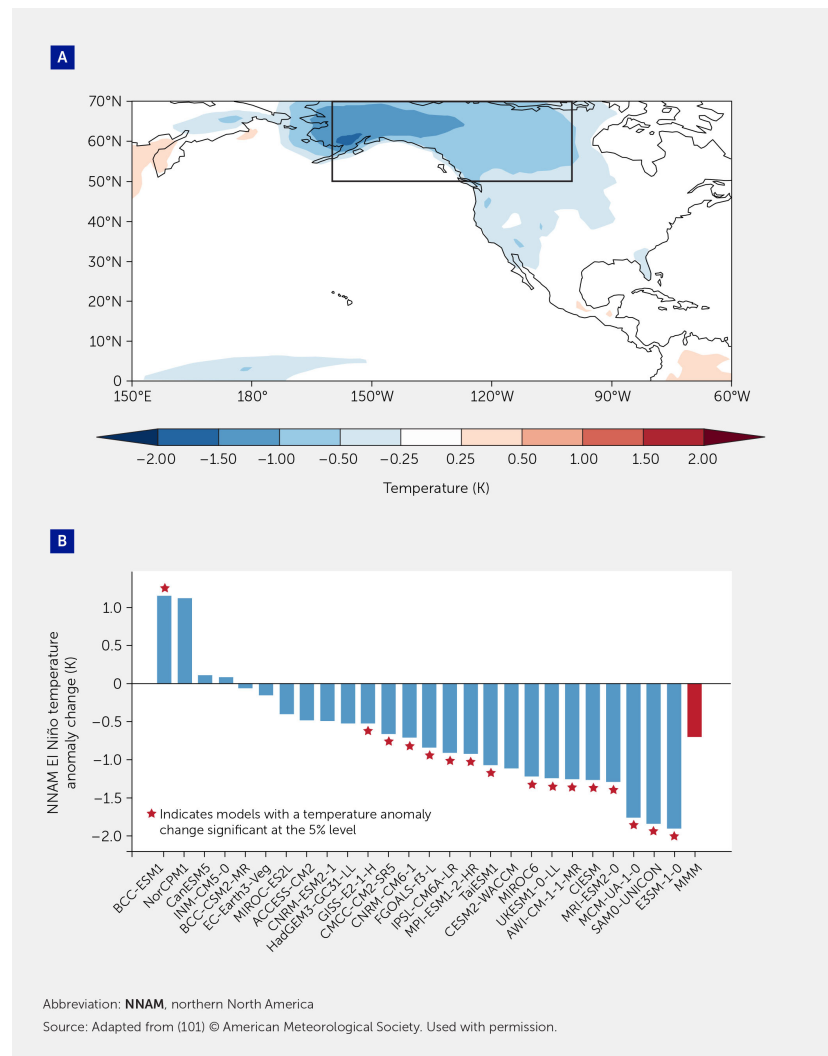 A
70°N
60°N
50°N
40°N
30°N
20°N
10°N
0
150°E 180° 150°W 120°W 90°W 60°W
−2.00 −1.50 −1.00 −0.50 −0.25 0.25 0.50 1.00 1.50 2.00
Temperature (K)
B
NNAM El Niño temperature
anomaly change (K)
1.0
0.5
0
−0.5
−1.0
−1.5
−2.0
★ Indicates models with a temperature anomaly
change significant at the 5% level
BCC-ESM1
NorCPM1
CanESM5
INM-CM5-0
BCC-CSM2-MR
EC-Earth3-Veg
MIROC-ES2L
ACCESS-CM2
CNRM-ESM2-1
HadGEM3-GC31-LL
GISS-E2-1-H
CMCC-CM2-SR5
CNRM-CM6-1
FGOALS-f3-L
IPSL-CM6A-LR
MPI-ESM1-2-HR
TaiESM1
CESM2-WACCM
MIROC6
UKESM1-0-LL
AWI-CM-1-1-MR
CIESM
MRI-ESM2-0
MCM-UA-1-0
SAM0-UNICON
E3SM-1-0
MMM
Abbreviation: NNAM, northern North America
Source: Adapted from (101) © American Meteorological Society. Used with permission.